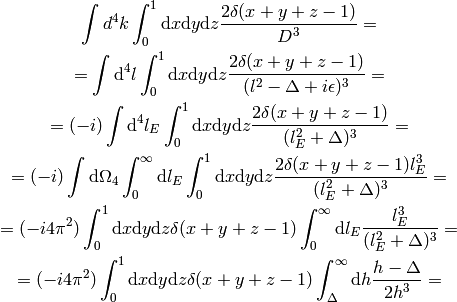 \int d^4k \int_0^1 \mathrm{d}x\mathrm{d}y\mathrm{d}z \frac{2\delta(x+y+z-1)}{D^3} =
= \int \mathrm{d}^4l \int_0^1 \mathrm{d}x\mathrm{d}y\mathrm{d}z \frac{2\delta(x+y+z-1)}{(l^2-\Delta+i\epsilon)^3} =
= (-i) \int \mathrm{d}^4l_E \int_0^1 \mathrm{d}x\mathrm{d}y\mathrm{d}z \frac{2\delta(x+y+z-1)}{(l_E^2+\Delta)^3} =
= (-i) \int \mathrm{d}\Omega_4 \int_0^\infty \mathrm{d}l_E \int_0^1 \mathrm{d}x\mathrm{d}y\mathrm{d}z \frac{2\delta(x+y+z-1)l_E^3}{(l_E^2+\Delta)^3} =
= (-i4\pi^2) \int_0^1 \mathrm{d}x\mathrm{d}y\mathrm{d}z \delta(x+y+z-1) \int_0^\infty \mathrm{d}l_E \frac{l_E^3}{(l_E^2+\Delta)^3} =
= (-i4\pi^2) \int_0^1 \mathrm{d}x\mathrm{d}y\mathrm{d}z \delta(x+y+z-1) \int_\Delta^\infty \mathrm{d}h \frac{h-\Delta}{2h^3} =